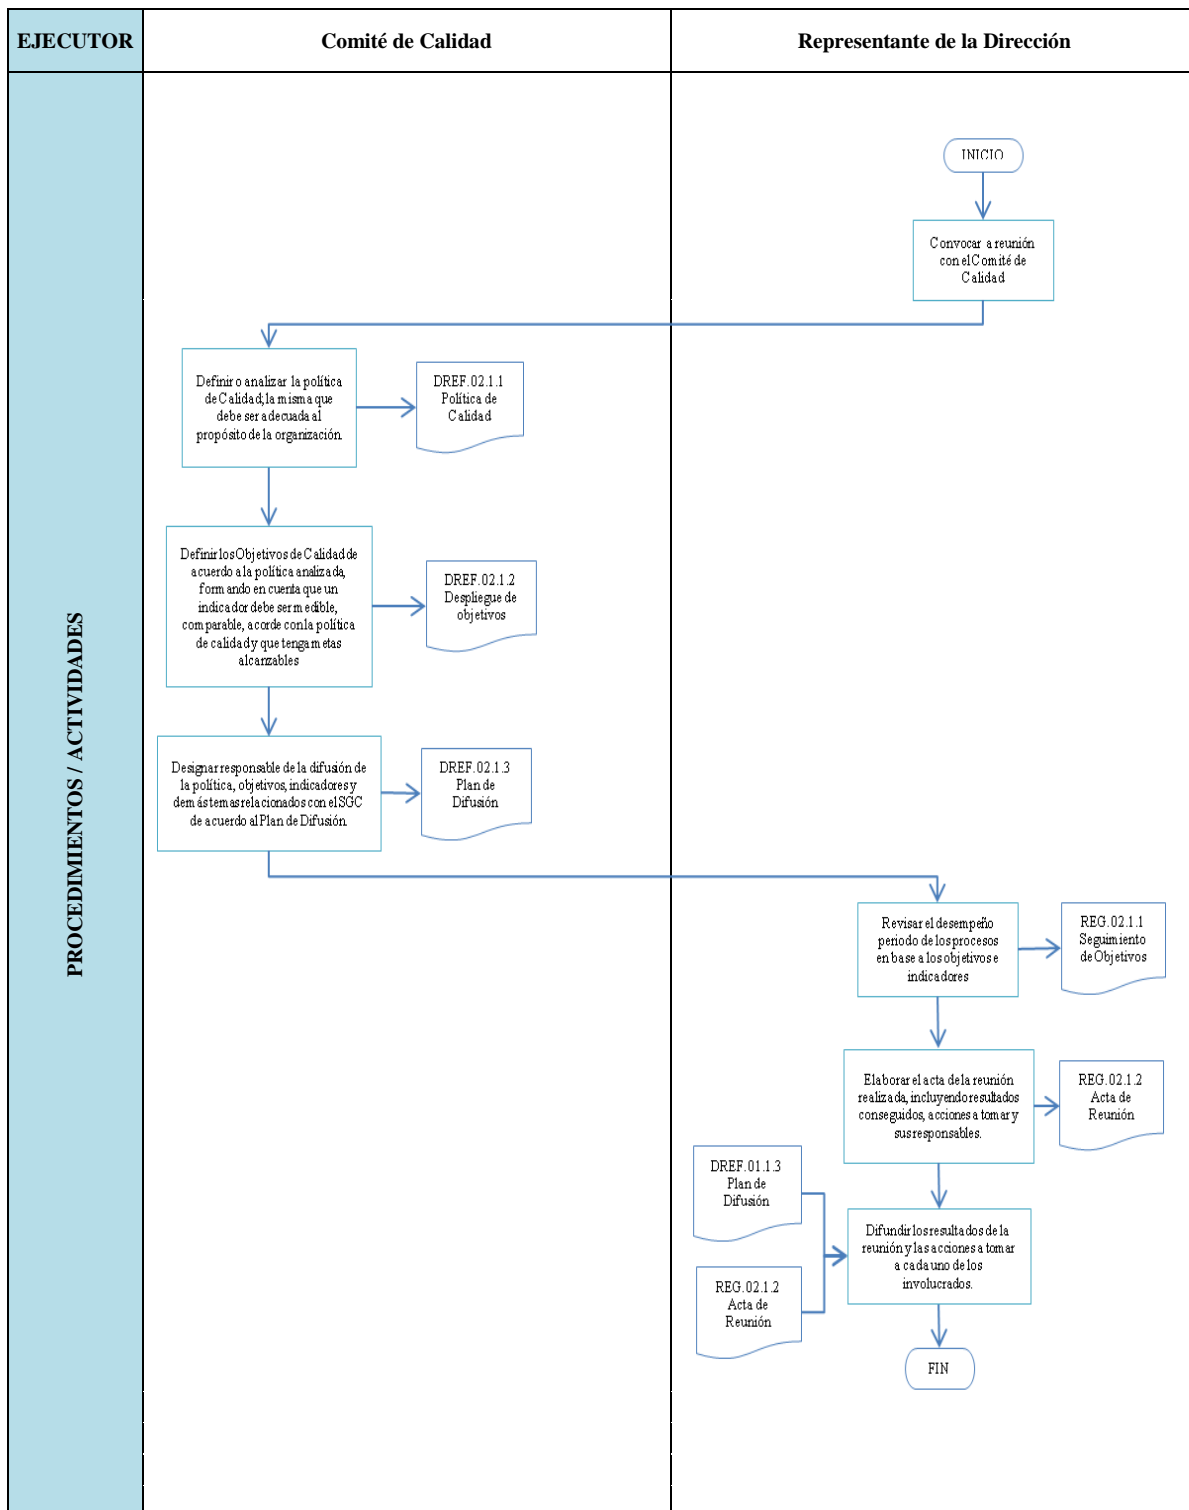 EJECUTOR
Comité de Calidad
Representante de la Dirección
PROCEDIMIENTOS / ACTIVIDADES
INICIO
Convocar a reunión
con el Comité de
Calidad
Definir o analizar la política
de Calidad; la misma que
debe ser adecuada al
propósito de la organización.
DREF.02.1.1
Política de
Calidad
Definir los Objetivos de Calidad de
acuerdo a la política analizada,
formando en cuenta que un
indicador debe ser medible,
comparable, acorde con la política
de calidad y que tenga metas
alcanzables
DREF.02.1.2
Despliegue de
objetivos
Designar responsable de la difusión de
la política, objetivos, indicadores y
demás temas relacionados con el SGC
de acuerdo al Plan de Difusión.
DREF.02.1.3
Plan de
Difusión
Revisar el desempeño
periodo de los procesos
en base a los objetivos e
indicadores
REG.02.1.1
Seguimiento
de Objetivos
Elaborar el acta de la reunión
realizada, incluyendo resultados
conseguidos, acciones a tomar y
sus responsables.
REG.02.1.2
Acta de
Reunión
DREF.01.1.3
Plan de
Difusión
Difundir los resultados de la
reunión y las acciones a tomar
a cada uno de los
involucrados.
REG.02.1.2
Acta de
Reunión
FIN